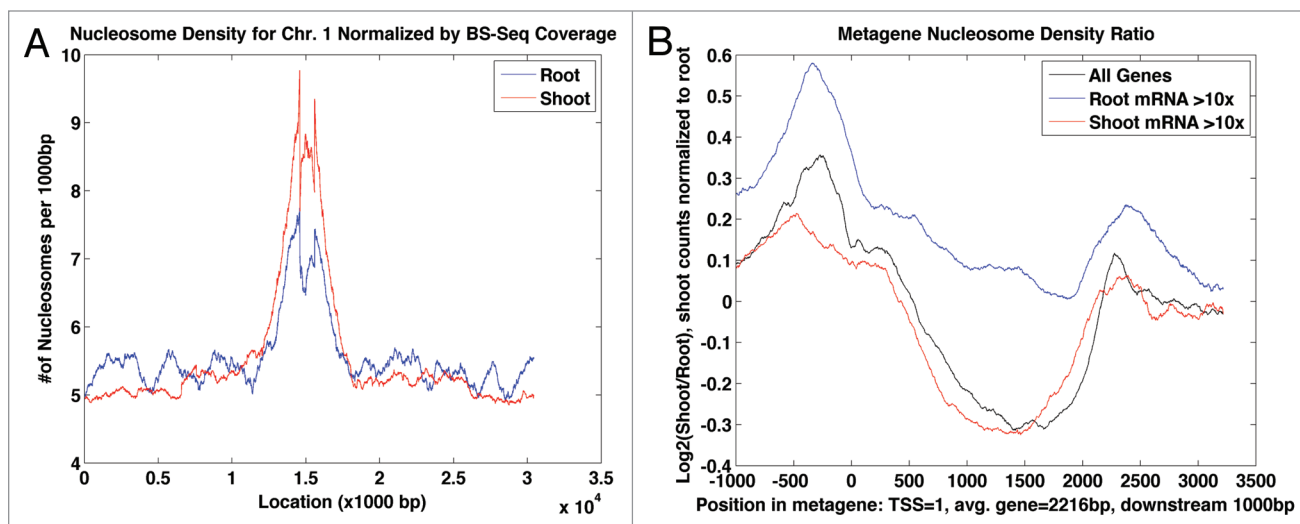 A
Nucleosome Density for Chr. 1 Normalized by BS-Seq Coverage
#of Nucleosomes per 1000bp
10
9
8
7
6
5
4
Root
Shoot
0
0.5
1
1.5
2
2.5
3
3.5
x 10^4
Location (x1000 bp)
B
Metagene Nucleosome Density Ratio
Log2(Shoot/Root), shoot counts normalized to root
0.6
0.5
0.4
0.3
0.2
0.1
0
-0.1
-0.2
-0.3
-0.4
All Genes
Root mRNA >10x
Shoot mRNA >10x
-1000
-500
0
500
1000
1500
2000
2500
3000
3500
Position in metagene: TSS=1, avg. gene=2216bp, downstream 1000bp